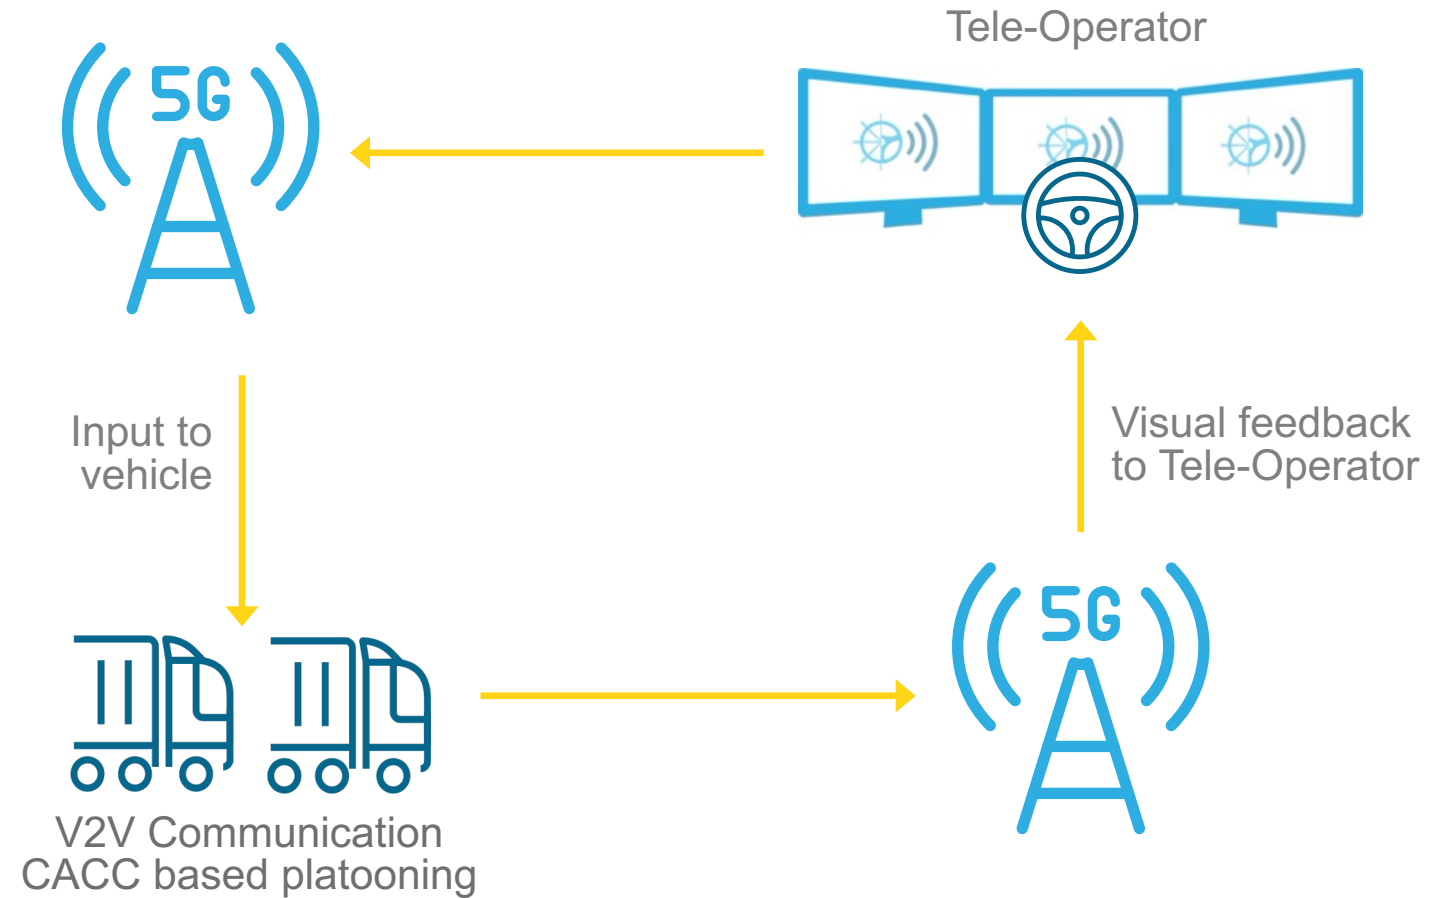 Tele-Operator
5G
Input to
vehicle
Visual feedback
to Tele-Operator
5G
V2V Communication
CACC based platooning